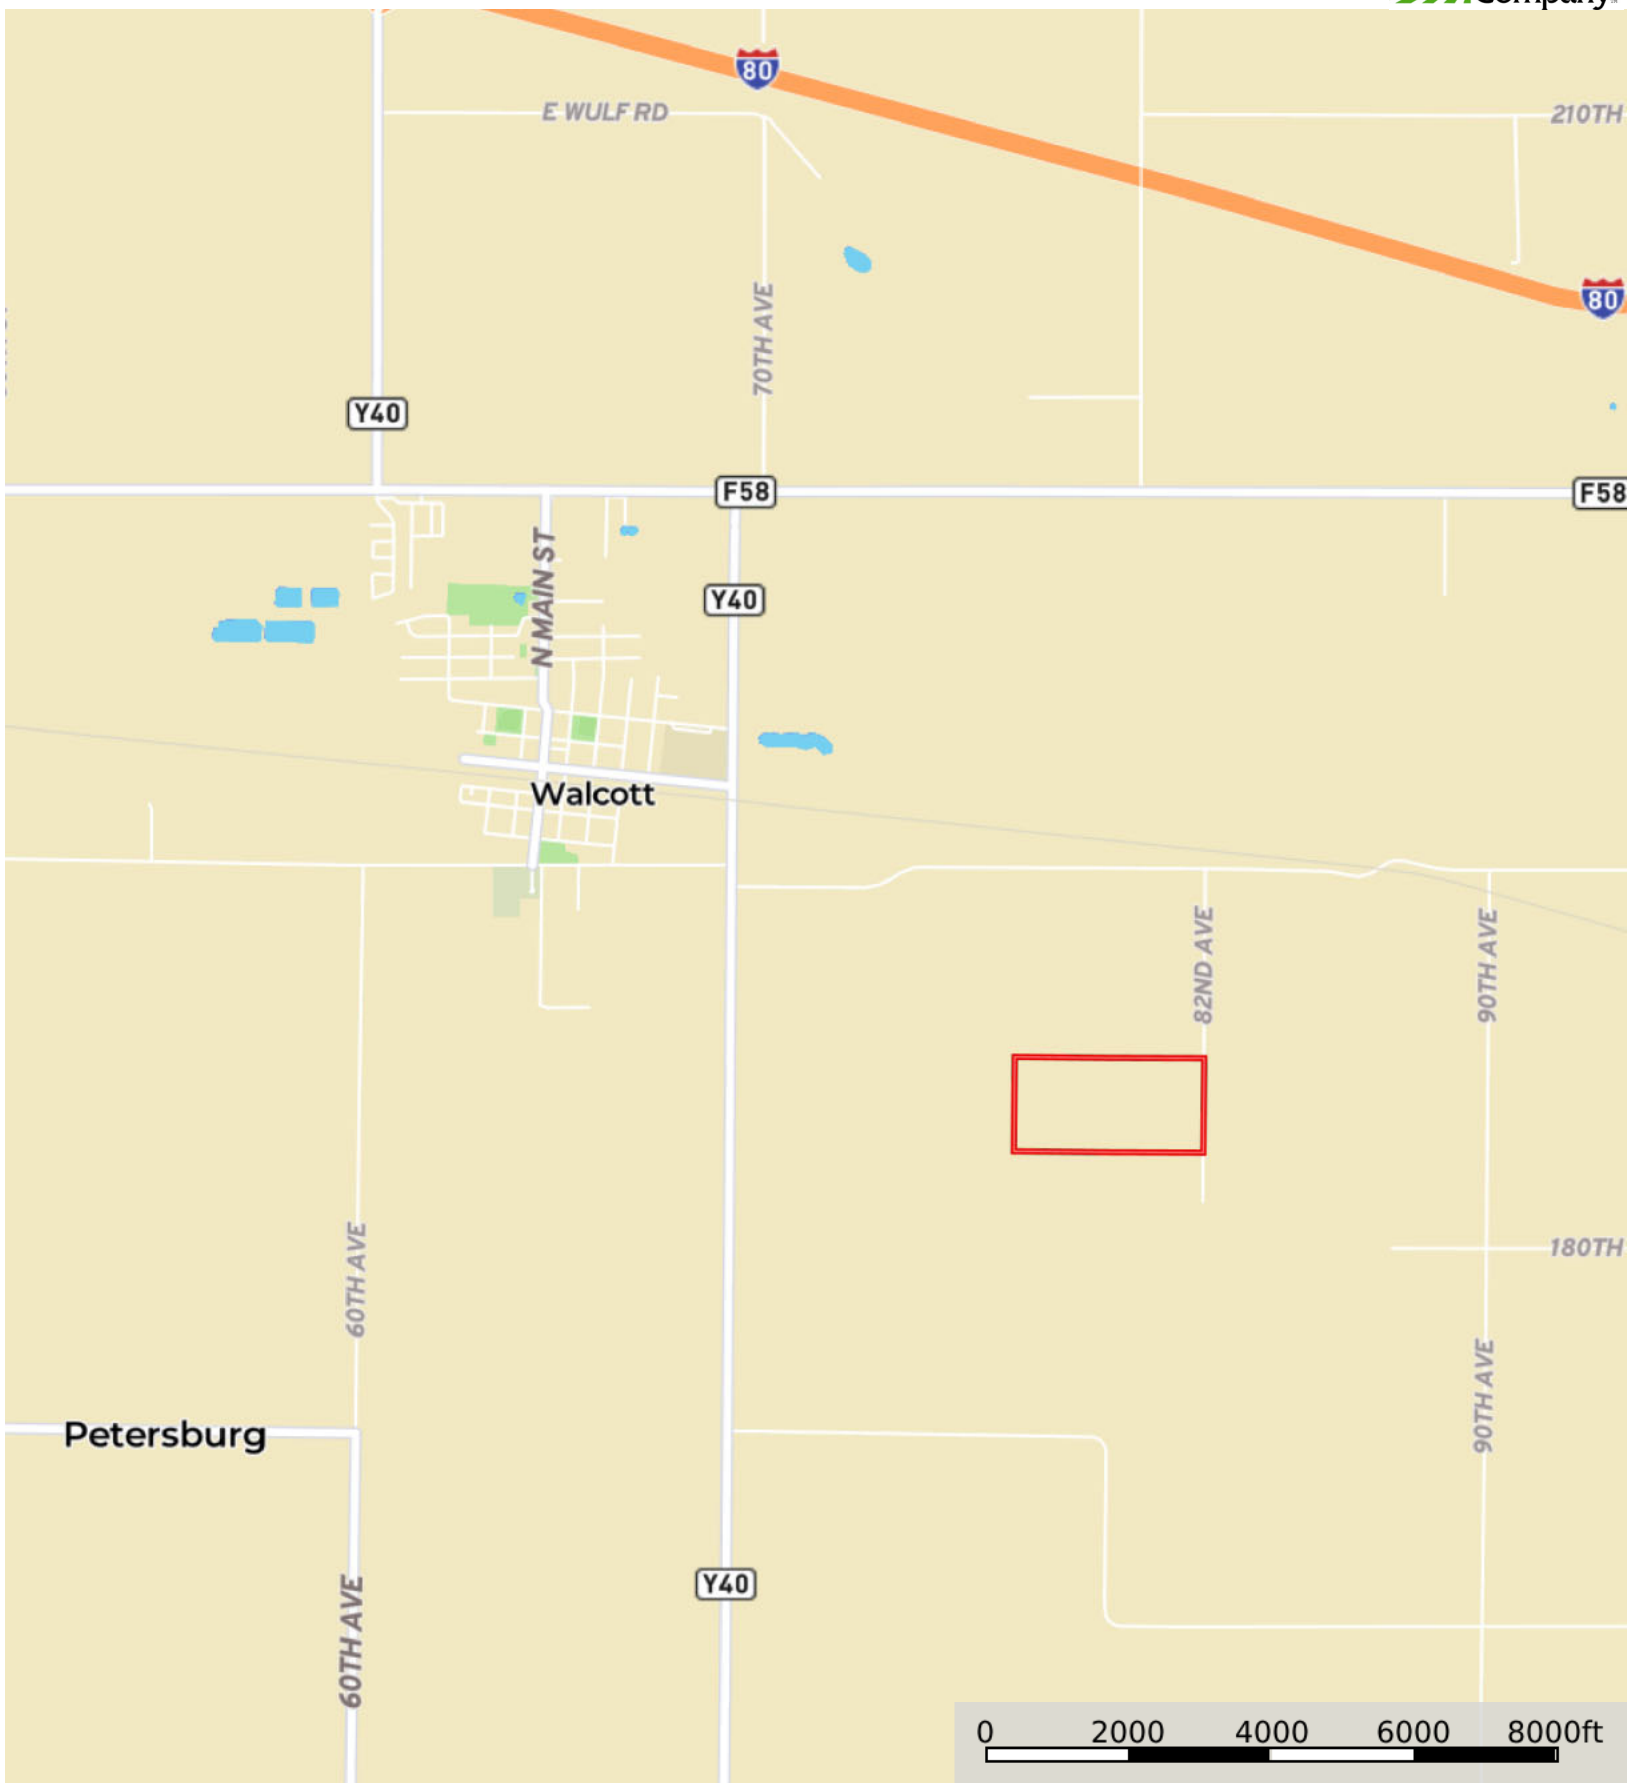 Company
80
E WULF RD
210TH
70TH AVE
80
Y40
F58
F58
N MAIN ST
Y40
Walcott
82ND AVE
90TH AVE
60TH AVE
180TH
90TH AVE
Petersburg
Y40
60TH AVE
0 2000 4000 6000 8000ft